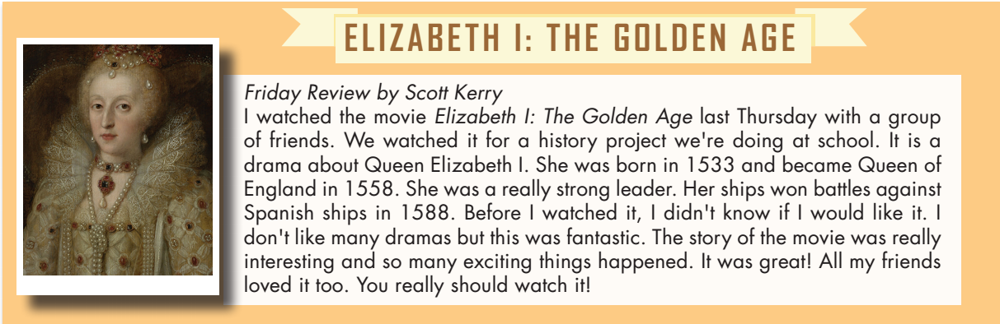 ELIZABETH I: THE GOLDEN AGE
Friday Review by Scott Kerry
I watched the movie Elizabeth I: The Golden Age last Thursday with a group
of friends. We watched it for a history project we're doing at school. It is a
drama about Queen Elizabeth I. She was born in 1533 and became Queen of
England in 1558. She was a really strong leader. Her ships won battles against
Spanish ships in 1588. Before I watched it, I didn't know if I would like it. I
don't like many dramas but this was fantastic. The story of the movie was really
interesting and so many exciting things happened. It was great! All my friends
loved it too. You really should watch it!